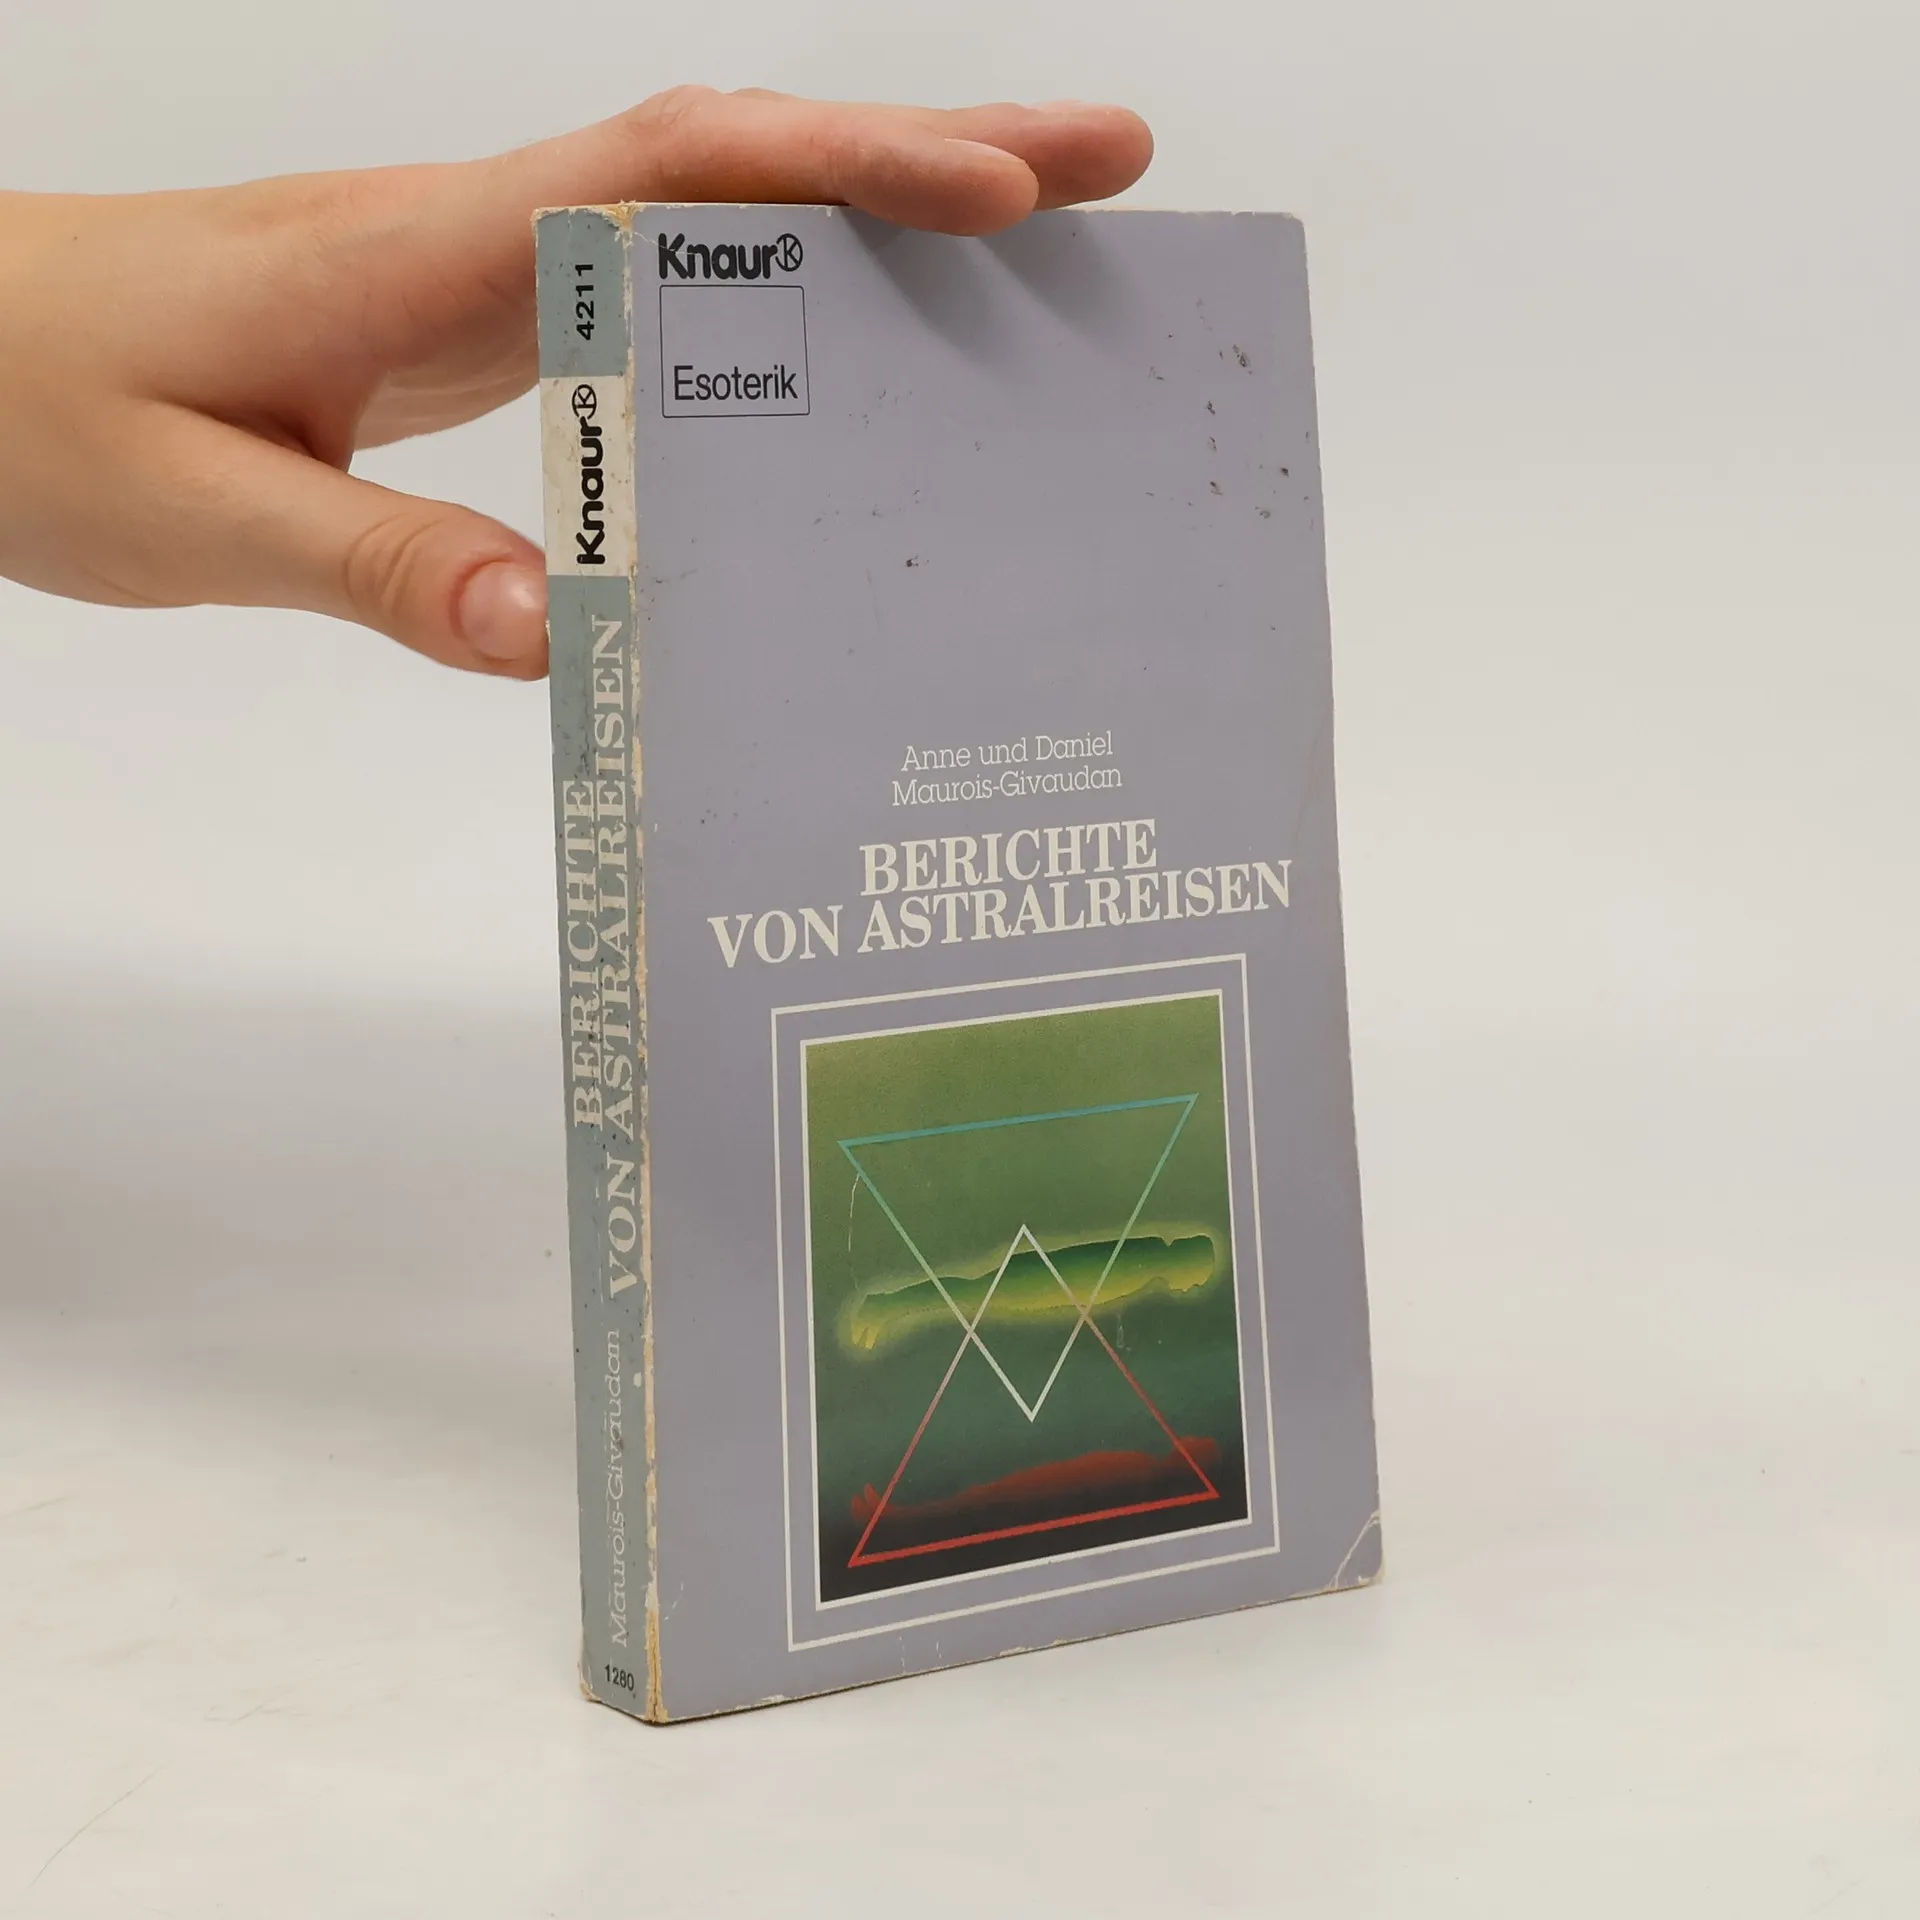 Knaur
Esoterik
Anne und Daniel
Maurois-Givaudan
BERICHTE
VON ASTRALREISEN
4211
Knaur
BERICHTE
VON ASTRALREISEN
Maurois-Givaudan
1280